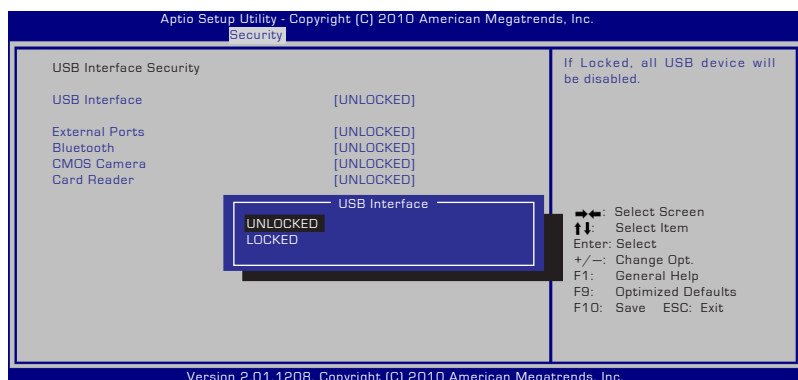 Aptio Setup Utility - Copyright (C) 2010 American Megatrends, Inc.
Security
USB Interface Security
USB Interface [UNLOCKED]
External Ports [UNLOCKED]
Bluetooth [UNLOCKED]
CMOS Camera [UNLOCKED]
Card Reader [UNLOCKED]
USB Interface
UNLOCKED
LOCKED
If Locked, all USB device will
be disabled.
→←: Select Screen
↑↓: Select Item
Enter: Select
+/—: Change Opt.
F1: General Help
F9: Optimized Defaults
F10: Save ESC: Exit
Version 2.01.1208. Copyright (C) 2010 American Megatrends, Inc.